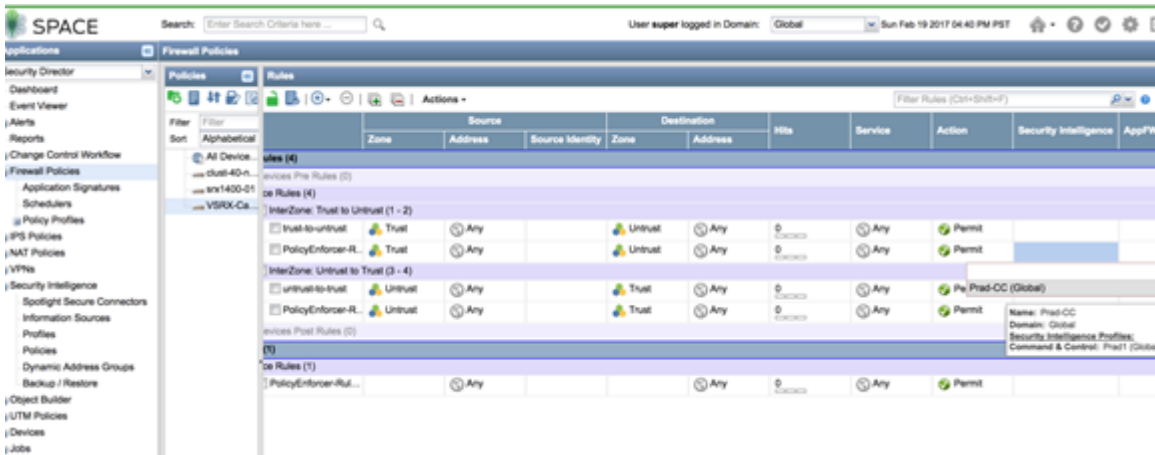 SPACE
Search: Enter Search Criteria here ...
User super logged in Domain: Global
Sun Feb 19 2017 04:40 PM PST
Applications
Firewall Policies
Security Director
Dashboard
Event Viewer
Alerts
Reports
Change Control Workflow
Firewall Policies
Application Signatures
Schedulers
Policy Profiles
IPS Policies
NAT Policies
VPNs
Security Intelligence
Spotlight Secure Connectors
Information Sources
Profiles
Policies
Dynamic Address Groups
Backup / Restore
Object Builder
UTM Policies
Devices
Jobs
Policies
Filter Filter
Sort Alphabetical
All Device...
clust-40-n...
srx1400-01
VSRX-Ca...
Rules
Actions
Filter Rules (Ctrl+Shift+F)
Source Destination Hits Service Action Security Intelligence AppFW
Zone Address Source Identity Zone Address
ules (4)
evices Pre Rules (0)
ce Rules (4)
InterZone: Trust to Untrust (1 - 2)
trust-to-untrust Trust Any Untrust Any 0 Any Permit
PolicyEnforcer-R... Trust Any Untrust Any 0 Any Permit
InterZone: Untrust to Trust (3 - 4)
untrust-to-trust Untrust Any Trust Any 0 Any Pe
Prad-CC (Global)
PolicyEnforcer-R... Untrust Any Trust Any 0 Any Permit
Name: Prad-CC
Domain: Global
Security Intelligence Profiles:
Command & Control: Prad1 (Globa
evices Post Rules (0)
(1)
ce Rules (1)
PolicyEnforcer-Rul... Any Any 0 Any Permit